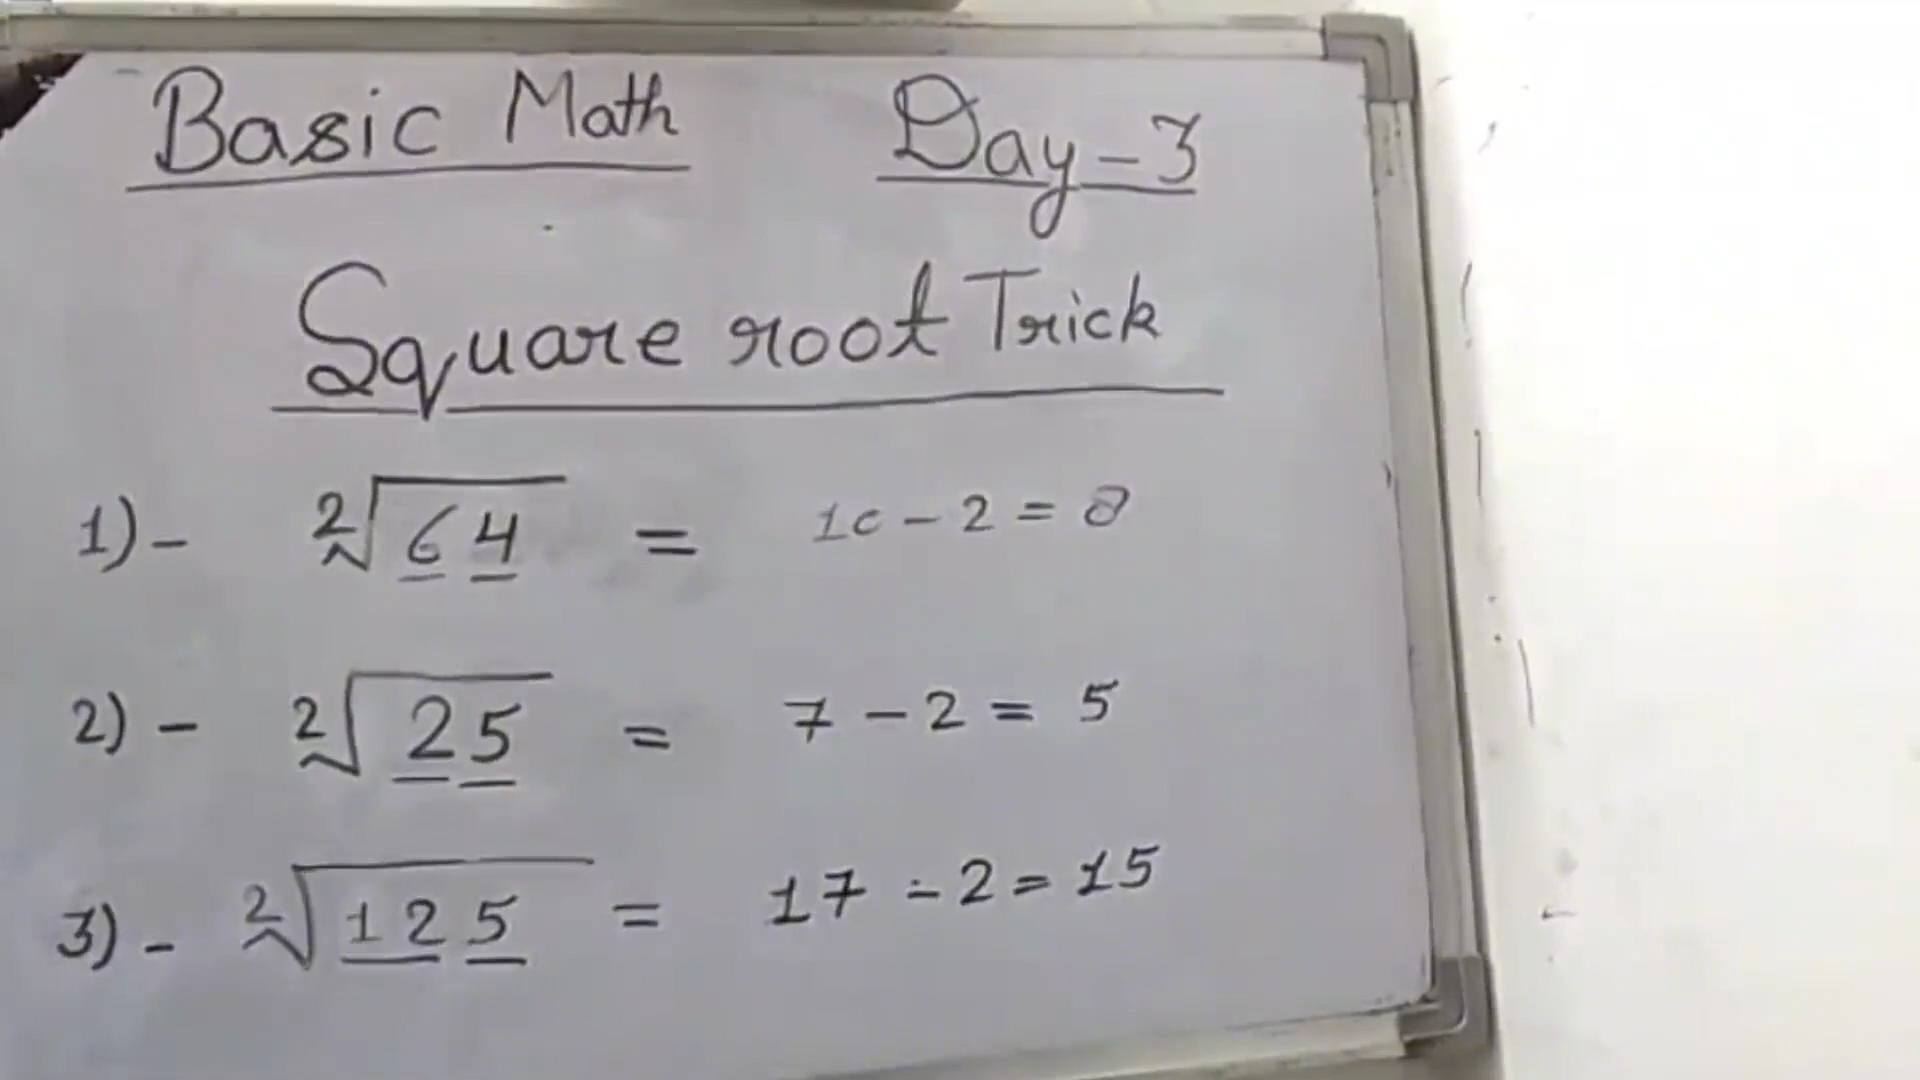 Basic Math Day-3
Square root Trick
1)- ²√64 = 10-2=8
2)- ²√25 = 7-2=5
3)- ²√125 = 17-2=15